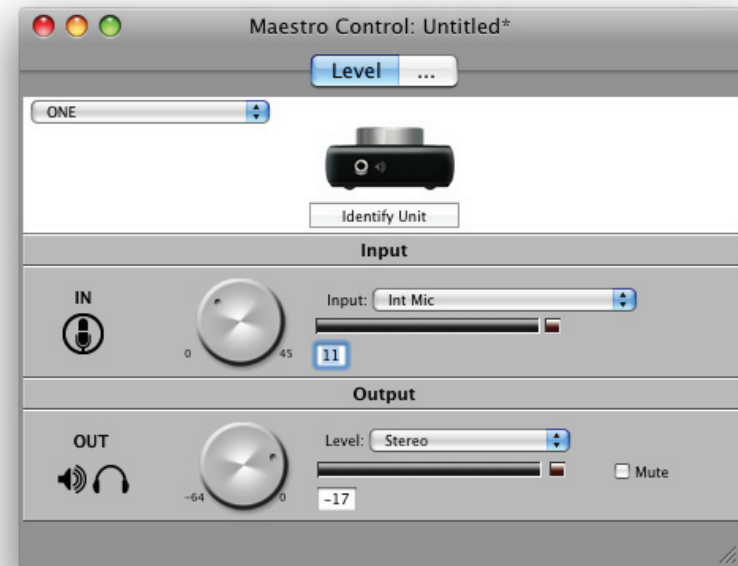 Maestro Control: Untitled*
Level ...
ONE
Identify Unit
Input
IN
Input: Int Mic
0 45
11
Output
OUT
Level: Stereo
-64 0
Mute
-17